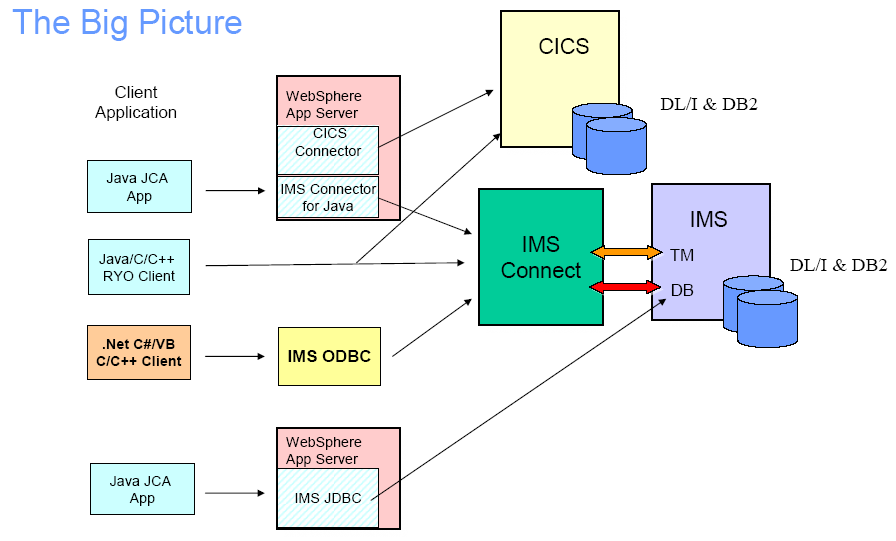 The Big Picture
Client
Application
WebSphere
App Server
CICS
Connector
IMS Connector
for Java
CICS
DL/I & DB2
Java JCA
App
Java/C/C++
RYO Client
IMS
Connect
IMS
TM
DB
DL/I & DB2
.Net C#/VB
C/C++ Client
IMS ODBC
WebSphere
App Server
IMS JDBC
Java JCA
App